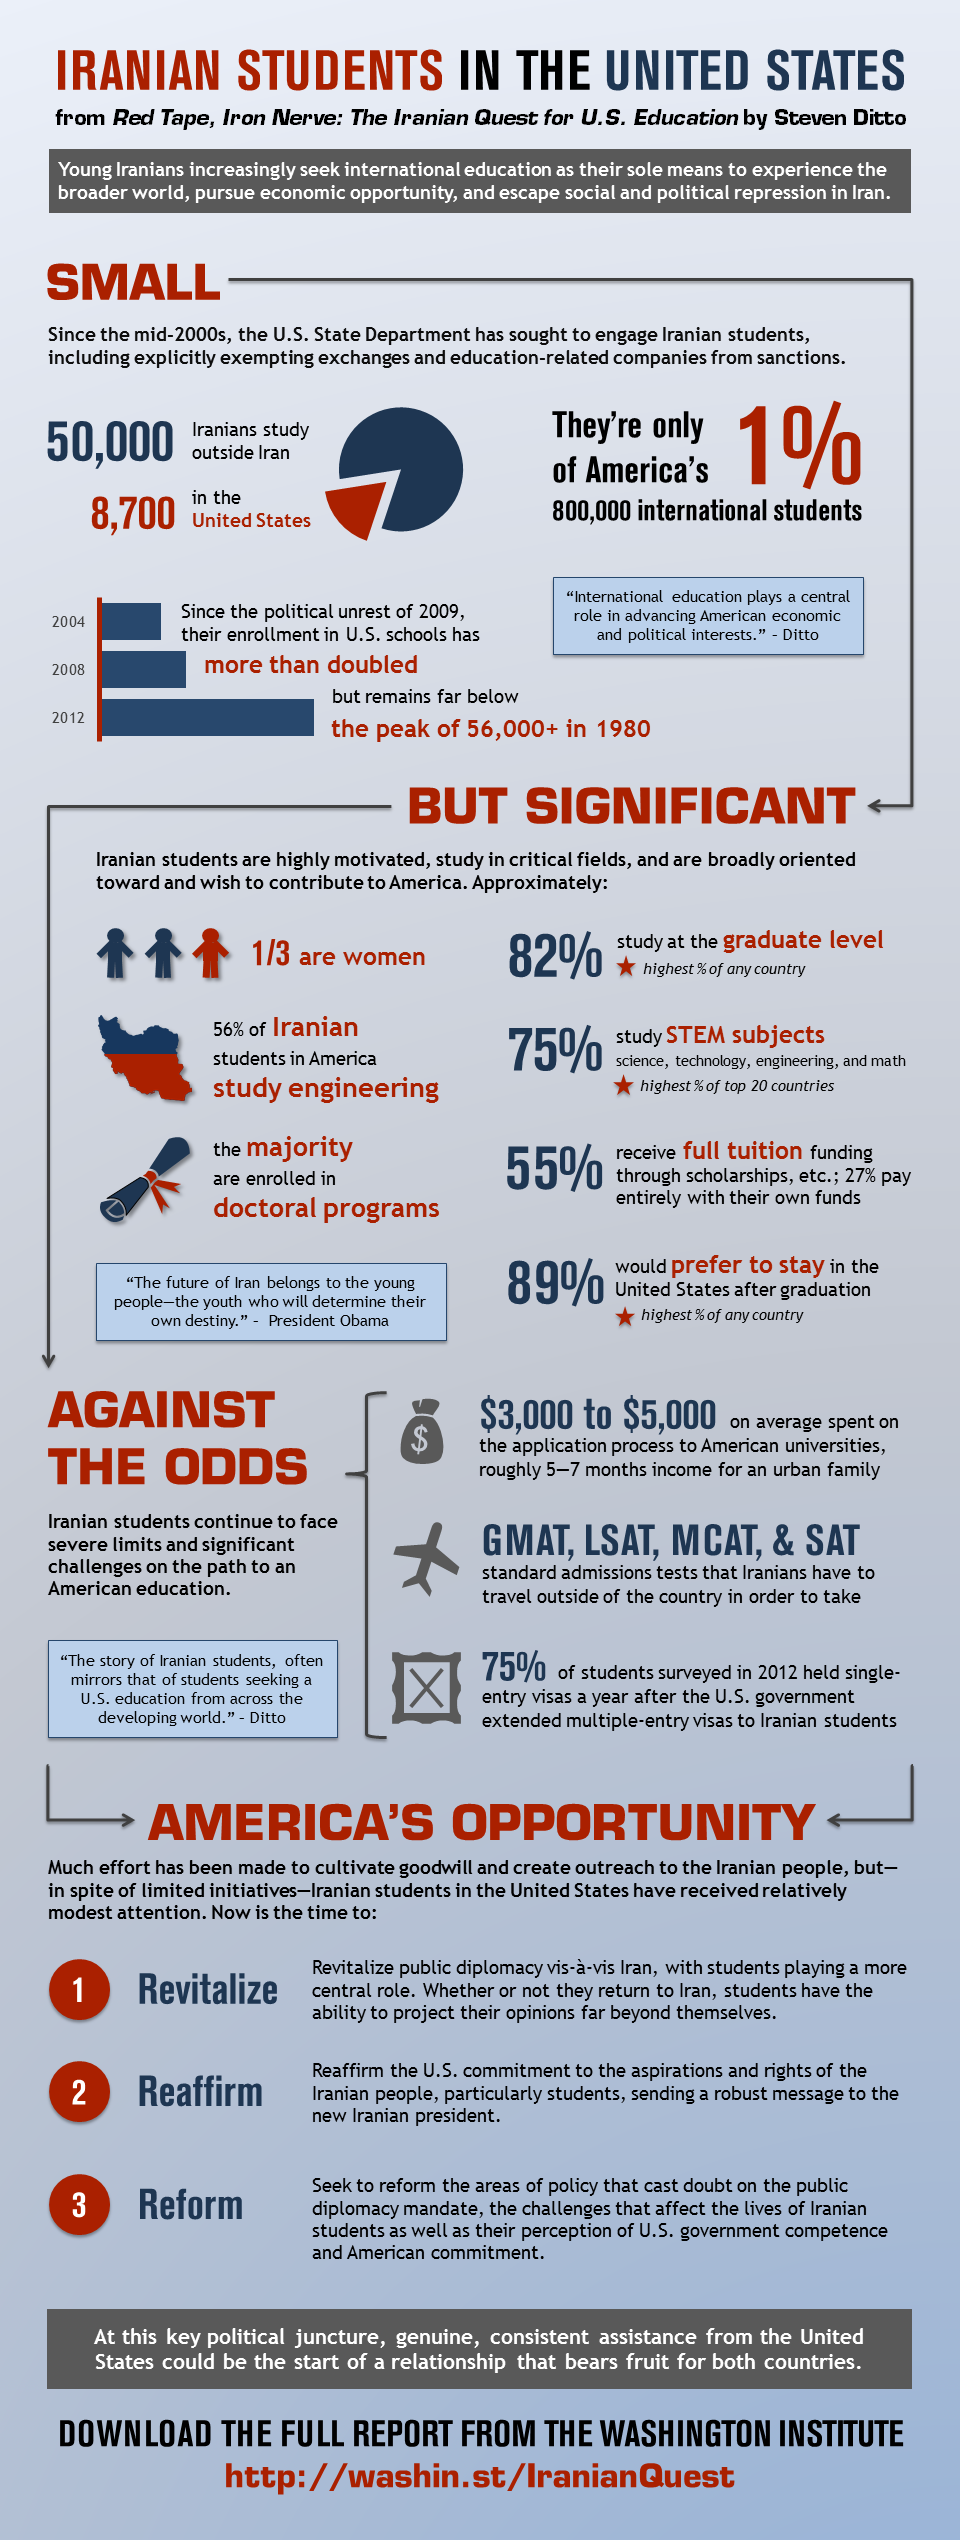 IRANIAN STUDENTS IN THE UNITED STATES
from Red Tape, Iron Nerve: The Iranian Quest for U.S. Education by Steven Ditto
Young Iranians increasingly seek international education as their sole means to experience the
broader world, pursue economic opportunity, and escape social and political repression in Iran.
SMALL
Since the mid-2000s, the U.S. State Department has sought to engage Iranian students,
including explicitly exempting exchanges and education-related companies from sanctions.
50,000
Iranians study
outside Iran
8,700
in the
United States
They're only
of America's
1%
800,000 international students
"International education plays a central
role in advancing American economic
and political interests." - Ditto
2004
2008
2012
Since the political unrest of 2009,
their enrollment in U.S. schools has
more than doubled
but remains far below
the peak of 56,000+ in 1980
BUT SIGNIFICANT
Iranian students are highly motivated, study in critical fields, and are broadly oriented
toward and wish to contribute to America. Approximately:
1/3 are women
56% of Iranian
students in America
study engineering
the majority
are enrolled in
doctoral programs
"The future of Iran belongs to the young
people—the youth who will determine their
own destiny." - President Obama
82%
study at the graduate level
highest % of any country
75%
study STEM subjects
science, technology, engineering, and math
highest % of top 20 countries
55%
receive full tuition funding
through scholarships, etc.; 27% pay
entirely with their own funds
89%
would prefer to stay in the
United States after graduation
highest % of any country
AGAINST
THE ODDS
Iranian students continue to face
severe limits and significant
challenges on the path to an
American education.
"The story of Iranian students, often
mirrors that of students seeking a
U.S. education from across the
developing world." - Ditto
$
$3,000 to $5,000 on average spent on
the application process to American universities,
roughly 5—7 months income for an urban family
GMAT, LSAT, MCAT, & SAT
standard admissions tests that Iranians have to
travel outside of the country in order to take
75% of students surveyed in 2012 held single-
entry visas a year after the U.S. government
extended multiple-entry visas to Iranian students
AMERICA'S OPPORTUNITY
Much effort has been made to cultivate goodwill and create outreach to the Iranian people, but—
in spite of limited initiatives—Iranian students in the United States have received relatively
modest attention. Now is the time to:
1
Revitalize
Revitalize public diplomacy vis-à-vis Iran, with students playing a more
central role. Whether or not they return to Iran, students have the
ability to project their opinions far beyond themselves.
2
Reaffirm
Reaffirm the U.S. commitment to the aspirations and rights of the
Iranian people, particularly students, sending a robust message to the
new Iranian president.
3
Reform
Seek to reform the areas of policy that cast doubt on the public
diplomacy mandate, the challenges that affect the lives of Iranian
students as well as their perception of U.S. government competence
and American commitment.
At this key political juncture, genuine, consistent assistance from the United
States could be the start of a relationship that bears fruit for both countries.
DOWNLOAD THE FULL REPORT FROM THE WASHINGTON INSTITUTE
http://washin.st/IranianQuest